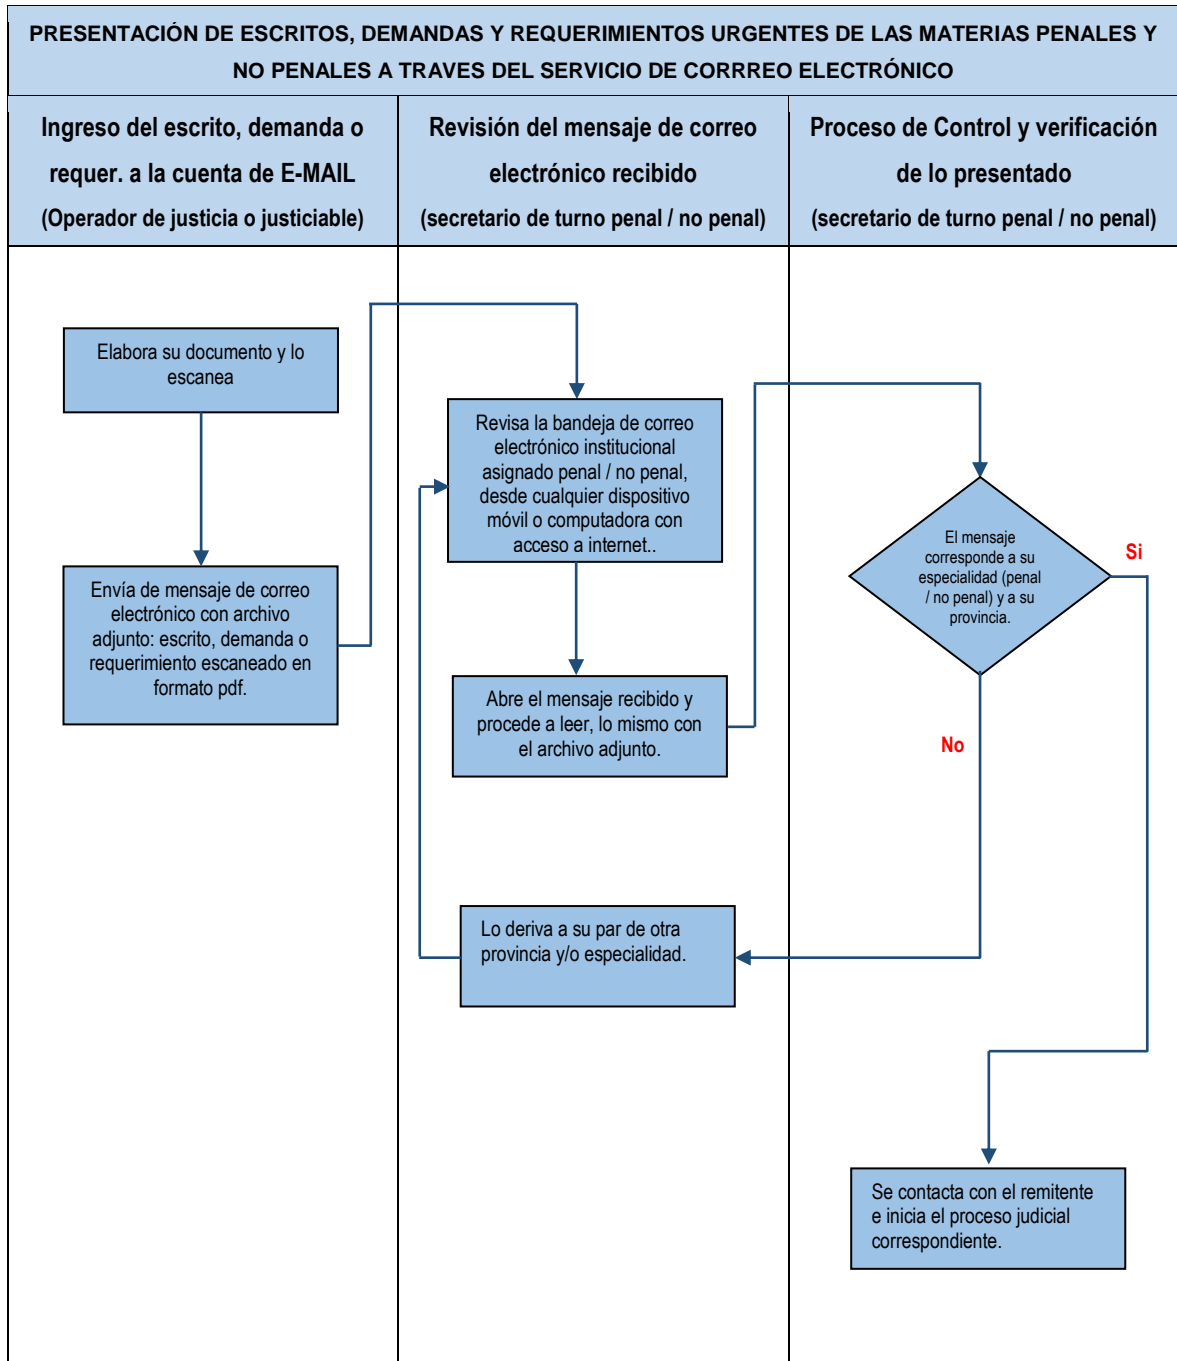 PRESENTACIÓN DE ESCRITOS, DEMANDAS Y REQUERIMIENTOS URGENTES DE LAS MATERIAS PENALES Y
NO PENALES A TRAVES DEL SERVICIO DE CORRREO ELECTRÓNICO
Ingreso del escrito, demanda o
requer. a la cuenta de E-MAIL
(Operador de justicia o justiciable)
Revisión del mensaje de correo
electrónico recibido
(secretario de turno penal / no penal)
Proceso de Control y verificación
de lo presentado
(secretario de turno penal / no penal)
Elabora su documento y lo
escanea
Envía de mensaje de correo
electrónico con archivo
adjunto: escrito, demanda o
requerimiento escaneado en
formato pdf.
Revisa la bandeja de correo
electrónico institucional
asignado penal / no penal,
desde cualquier dispositivo
móvil o computadora con
acceso a internet..
Abre el mensaje recibido y
procede a leer, lo mismo con
el archivo adjunto.
El mensaje
corresponde a su
especialidad (penal
/ no penal) y a su
provincia.
Si
No
Lo deriva a su par de otra
provincia y/o especialidad.
Se contacta con el remitente
e inicia el proceso judicial
correspondiente.